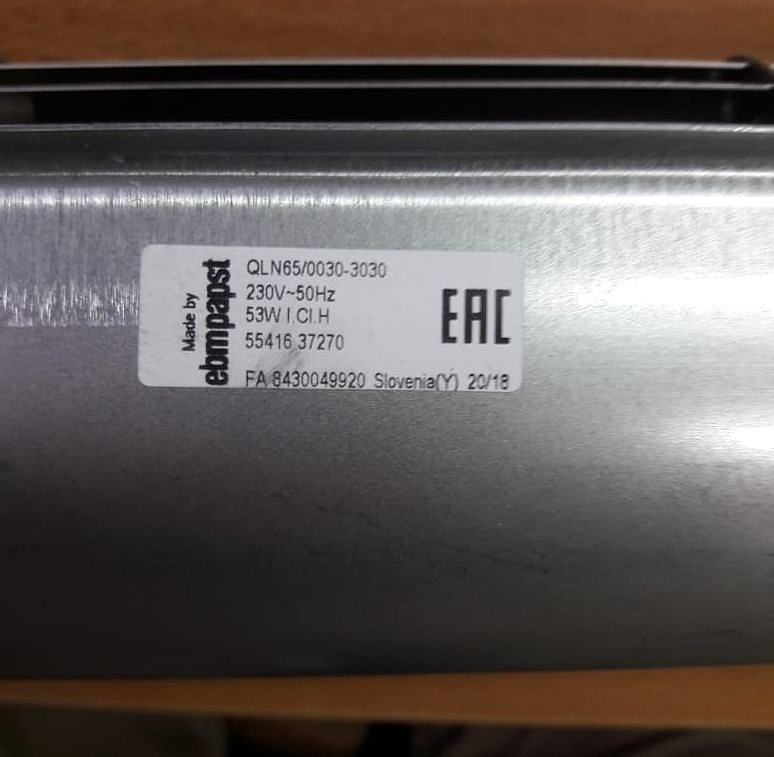 Made by
ebmpapst
QLN65/0030-3030
230V~50Hz
53W I.Cl.H
55416 37270
FA 8430049920 Slovenia(Y) 20/18
EAC